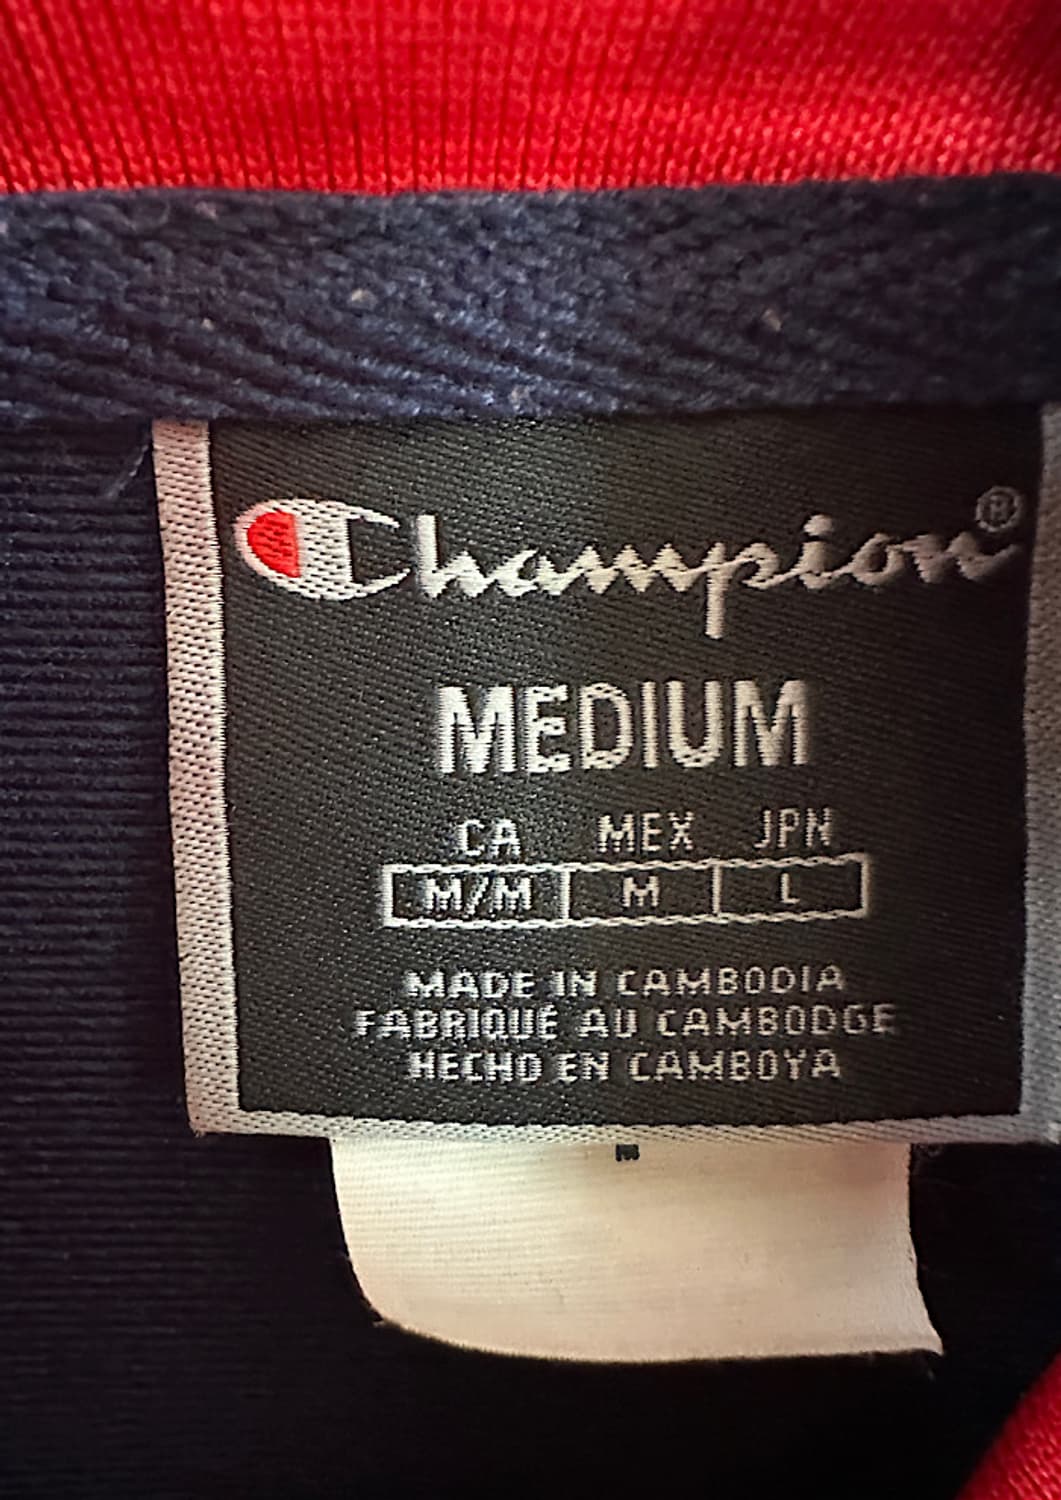 Champion®
MEDIUM
CA MEX JPN
M/M M L
MADE IN CAMBODIA
FABRIQUÉ AU CAMBODGE
HECHO EN CAMBOYA